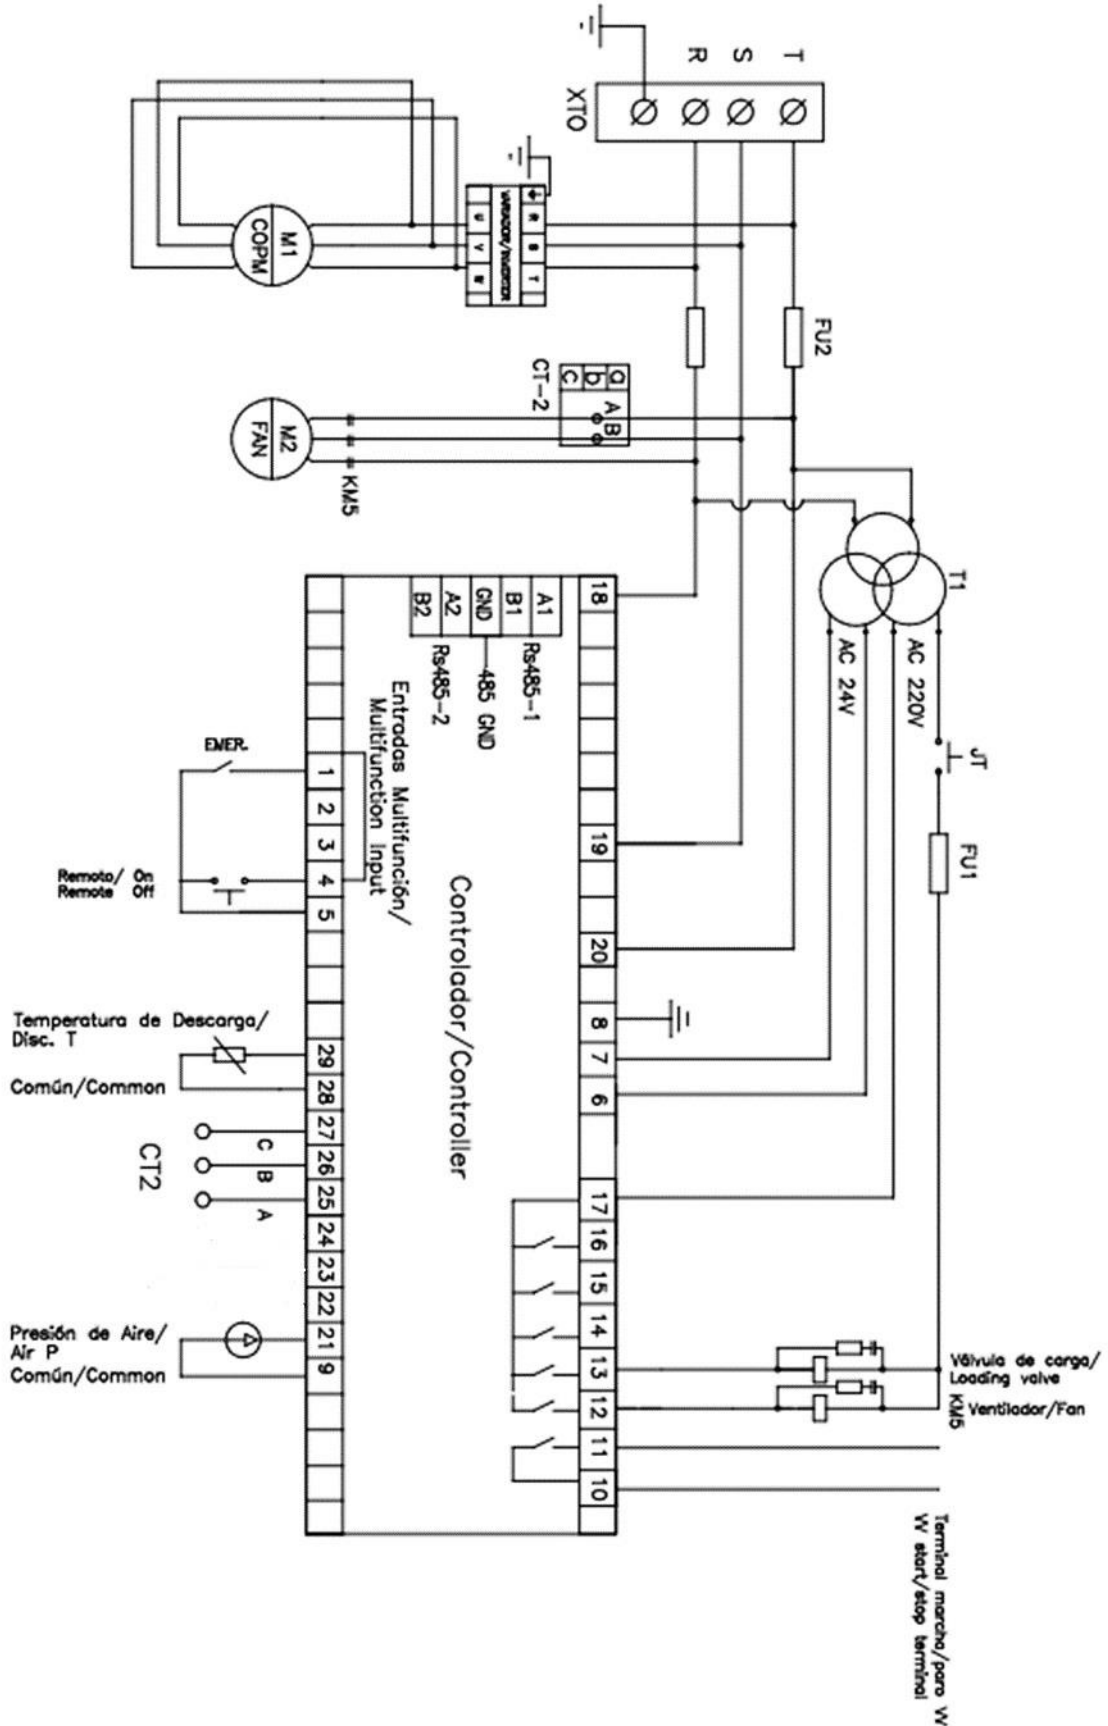 R S T
XTO
VARIADOR/INVERTER
R S T
U V W
M1
COPM
FU2
a b c
A B
CT-2
M2
FAN
KM5
T1
AC 220V
AC 24V
JT
FU1
A1
B1
GND
A2
B2
Rs485-1
485 GND
Rs485-2
Entradas Multifunción/
Multifunction Input
Controlador/Controller
18
19
20
8
7
6
17
16
15
14
13
12
11
10
1
2
3
4
5
29
28
27
26
25
24
23
22
21
9
EMER.
Remoto/ On
Remote Off
Temperatura de Descarga/
Disc. T
Común/Common
C
B
A
CT2
Presión de Aire/
Air P
Común/Common
Válvula de carga/
Loading valve
KM5
Ventilador/Fan
Terminal marcha/paro VV
VV start/stop terminal